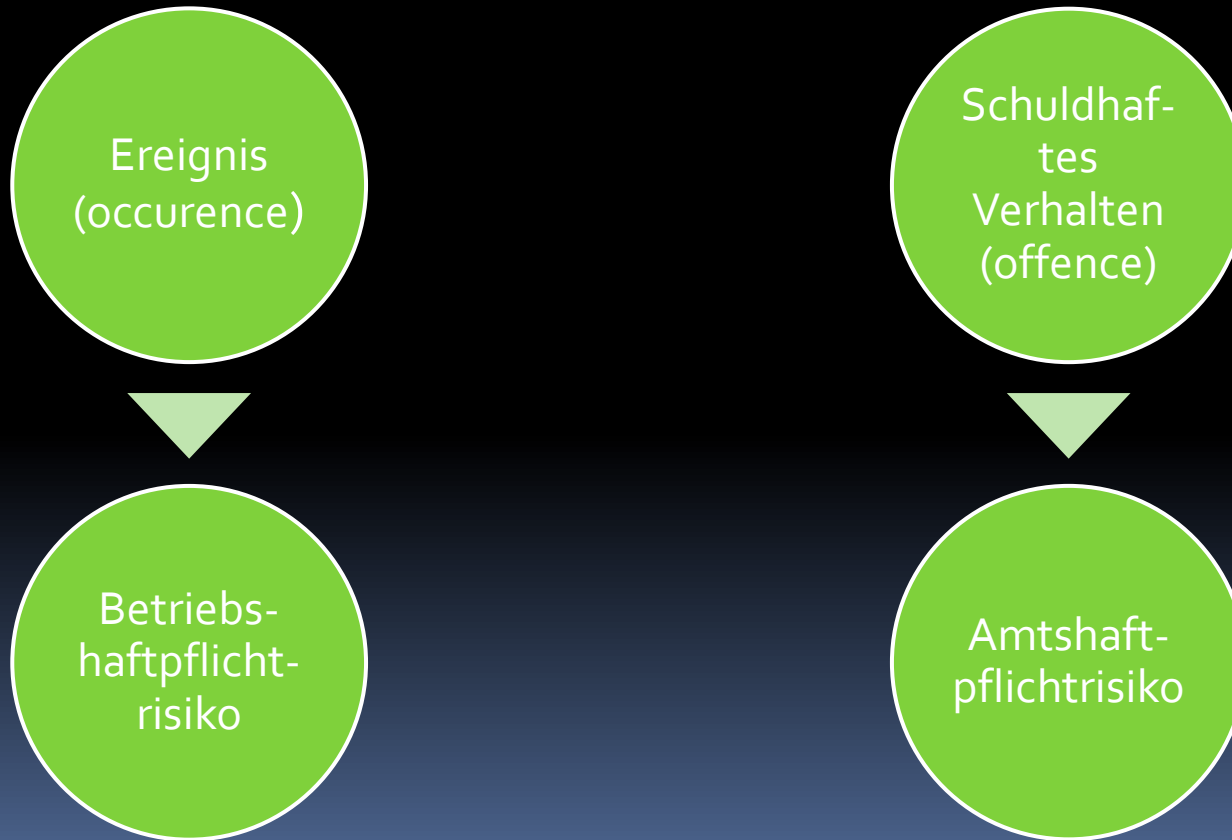 Ereignis
(occurence)
Schuldhaf-
tes
Verhalten
(offence)
Betriebs-
haftpflicht-
risiko
Amtshaft-
pflichtrisiko